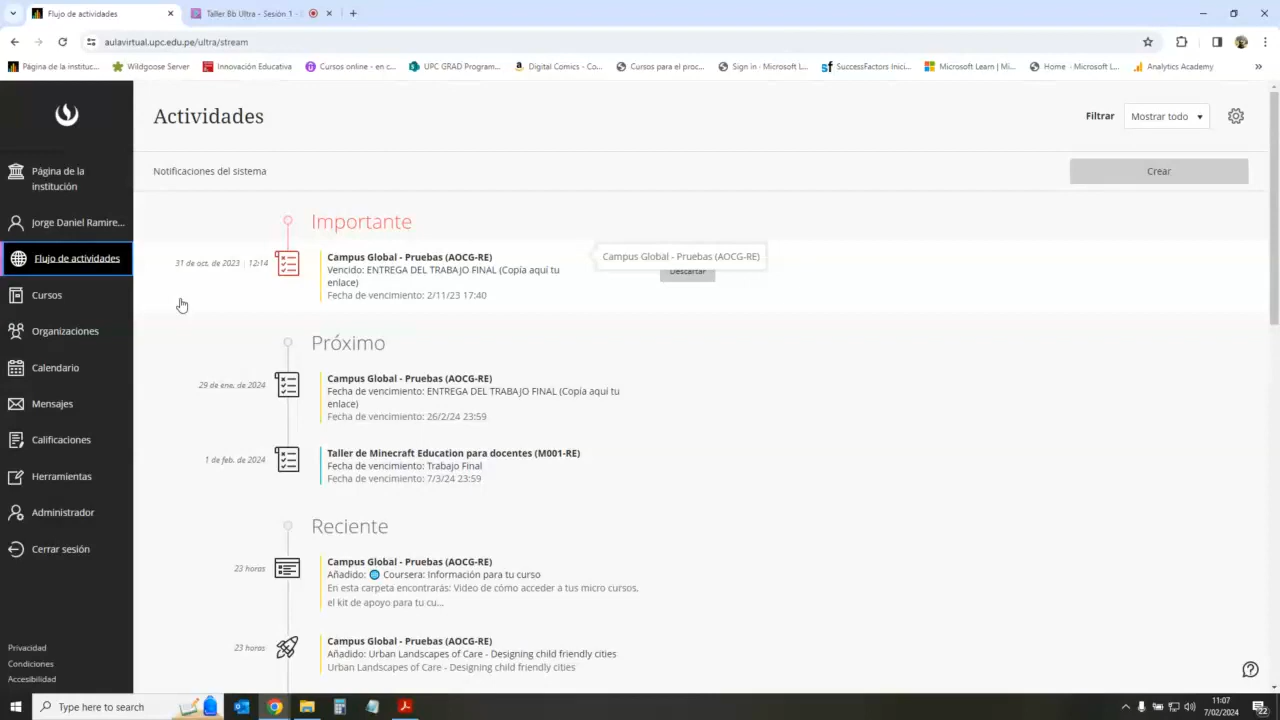 Flujo de actividades
Taller Bb Ultra - Sesión 1 -
aulavirtual.upc.edu.pe/ultra/stream
Página de la instituc...
Wildgoose Server
Innovación Educativa
Cursos online - en c...
UPC GRAD Program...
Digital Comics - Co...
Cursos para el proc...
Sign in · Microsoft L...
SuccessFactors Inici...
Microsoft Learn | Mi...
Home · Microsoft L...
Analytics Academy
Página de la
institución
Jorge Daniel Ramire...
Flujo de actividades
Cursos
Organizaciones
Calendario
Mensajes
Calificaciones
Herramientas
Administrador
Cerrar sesión
Privacidad
Condiciones
Accesibilidad
Actividades
Filtrar
Mostrar todo
Notificaciones del sistema
Crear
Importante
31 de oct. de 2023 | 12:14
Campus Global - Pruebas (AOCG-RE)
Vencido: ENTREGA DEL TRABAJO FINAL (Copía aquí tu
enlace)
Fecha de vencimiento: 2/11/23 17:40
Campus Global - Pruebas (AOCG-RE)
Descartar
Próximo
29 de ene. de 2024
Campus Global - Pruebas (AOCG-RE)
Fecha de vencimiento: ENTREGA DEL TRABAJO FINAL (Copía aquí tu
enlace)
Fecha de vencimiento: 26/2/24 23:59
1 de feb. de 2024
Taller de Minecraft Education para docentes (M001-RE)
Fecha de vencimiento: Trabajo Final
Fecha de vencimiento: 7/3/24 23:59
Reciente
23 horas
Campus Global - Pruebas (AOCG-RE)
Añadido: Coursera: Información para tu curso
En esta carpeta encontrarás: Video de cómo acceder a tus micro cursos,
el kit de apoyo para tu cu...
23 horas
Campus Global - Pruebas (AOCG-RE)
Añadido: Urban Landscapes of Care - Designing child friendly cities
Urban Landscapes of Care - Designing child friendly cities
Type here to search
11:07
7/02/2024
22